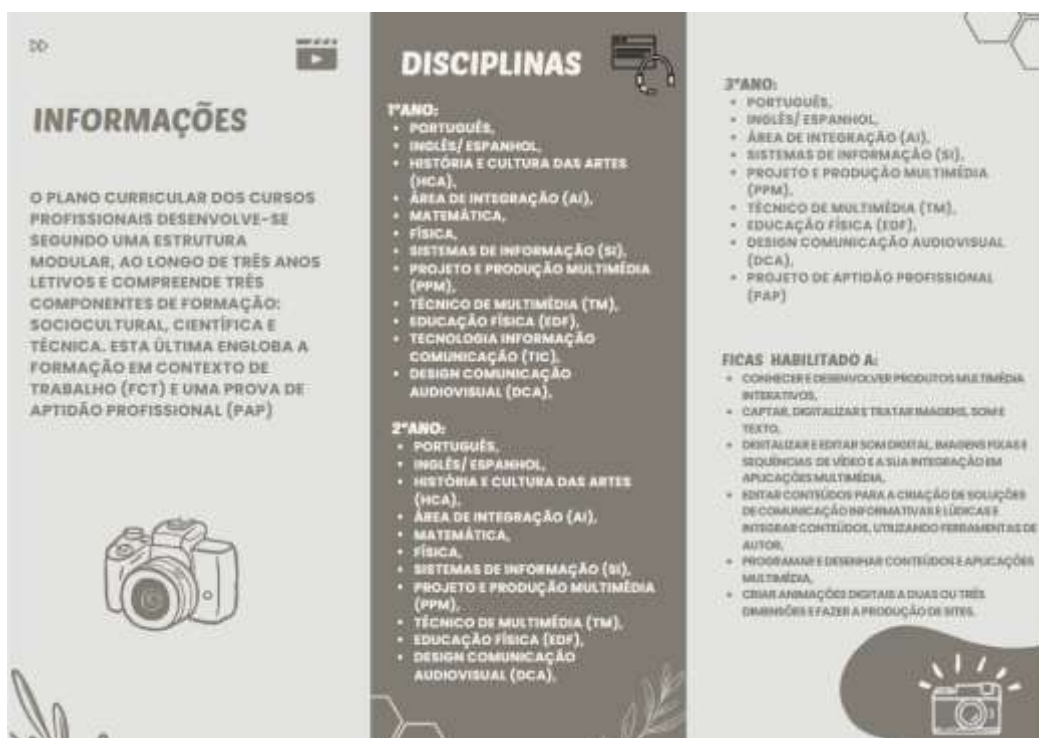 INFORMAÇÕES
O PLANO CURRICULAR DOS CURSOS
PROFISSIONAIS DESENVOLVE-SE
SEGUNDO UMA ESTRUTURA
MODULAR, AO LONGO DE TRÊS ANOS
LETIVOS E COMPREENDE TRÊS
COMPONENTES DE FORMAÇÃO:
SOCIOCULTURAL, CIENTÍFICA E
TÉCNICA. ESTA ÚLTIMA ENGLOBA A
FORMAÇÃO EM CONTEXTO DE
TRABALHO (FCT) E UMA PROVA DE
APTIDÃO PROFISSIONAL (PAP)
DISCIPLINAS
1ºANO:
• PORTUGUÊS,
• INGLÊS/ ESPANHOL,
• HISTÓRIA E CULTURA DAS ARTES
(HCA),
• ÁREA DE INTEGRAÇÃO (AI),
• MATEMÁTICA,
• FÍSICA,
• SISTEMAS DE INFORMAÇÃO (SI),
• PROJETO E PRODUÇÃO MULTIMÉDIA
(PPM),
• TÉCNICO DE MULTIMÉDIA (TM),
• EDUCAÇÃO FÍSICA (EDF),
• TECNOLOGIA INFORMAÇÃO
COMUNICAÇÃO (TIC),
• DESIGN COMUNICAÇÃO
AUDIOVISUAL (DCA),
2ºANO:
• PORTUGUÊS,
• INGLÊS/ ESPANHOL,
• HISTÓRIA E CULTURA DAS ARTES
(HCA),
• ÁREA DE INTEGRAÇÃO (AI),
• MATEMÁTICA,
• FÍSICA,
• SISTEMAS DE INFORMAÇÃO (SI),
• PROJETO E PRODUÇÃO MULTIMÉDIA
(PPM),
• TÉCNICO DE MULTIMÉDIA (TM),
• EDUCAÇÃO FÍSICA (EDF),
• DESIGN COMUNICAÇÃO
AUDIOVISUAL (DCA),
3ºANO:
• PORTUGUÊS,
• INGLÊS/ ESPANHOL,
• ÁREA DE INTEGRAÇÃO (AI),
• SISTEMAS DE INFORMAÇÃO (SI),
• PROJETO E PRODUÇÃO MULTIMÉDIA
(PPM),
• TÉCNICO DE MULTIMÉDIA (TM),
• EDUCAÇÃO FÍSICA (EDF),
• DESIGN COMUNICAÇÃO AUDIOVISUAL
(DCA),
• PROJETO DE APTIDÃO PROFISSIONAL
(PAP)
FICAS HABILITADO A:
• CONHECER E DESENVOLVER PRODUTOS MULTIMÉDIA
INTERATIVOS,
• CAPTAR, DIGITALIZAR E TRATAR IMAGENS, SOM E
TEXTO,
• DIGITALIZAR E EDITAR SOM DIGITAL, IMAGENS FIXAS E
SEQUÊNCIAS DE VÍDEO E A SUA INTEGRAÇÃO EM
APLICAÇÕES MULTIMÉDIA,
• EDITAR CONTEÚDOS PARA A CRIAÇÃO DE SOLUÇÕES
DE COMUNICAÇÃO INFORMATIVAS E LÚDICAS E
INTEGRAR CONTEÚDOS, UTILIZANDO FERRAMENTAS DE
AUTOR,
• PROGRAMAR E DESENHAR CONTEÚDOS E APLICAÇÕES
MULTIMÉDIA,
• CRIAR ANIMAÇÕES DIGITAIS A DUAS OU TRÊS
DIMENSÕES E FAZER A PRODUÇÃO DE SITES.